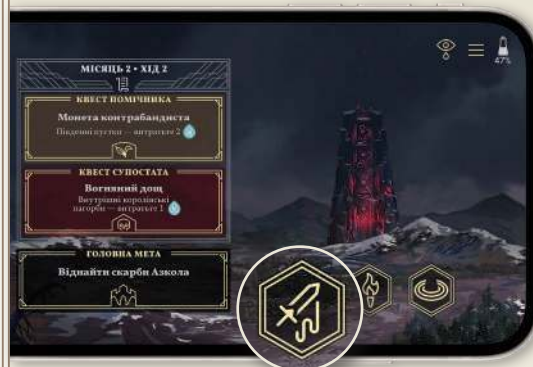 47%
МІСЯЦЬ 2 • ХІД 2
КВЕСТ ПОМІЧНИКА
Монета контрабандиста
Південні пустки — витратьте 2
КВЕСТ СУПОСТАТА
Вогняний дощ
Внутрішні королівські
пагорби — витратьте 1
ГОЛОВНА МЕТА
Віднайти скарби Азкола